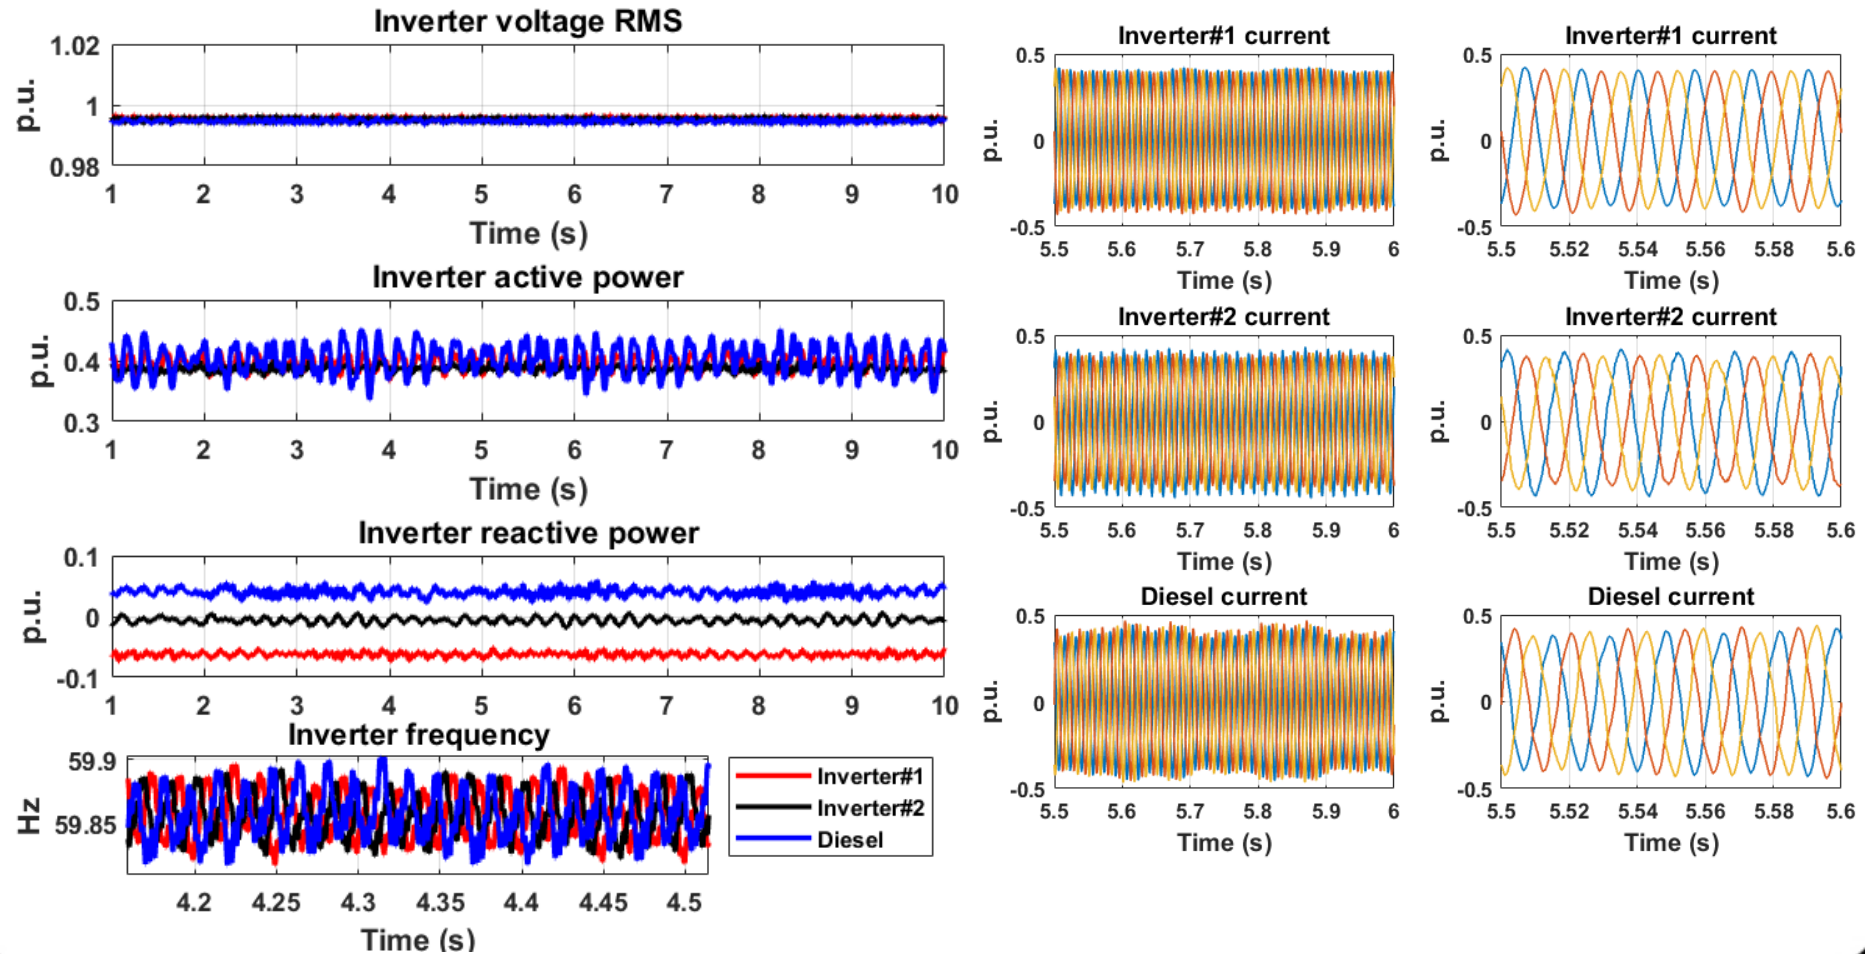 Inverter voltage RMS
1.02
1
0.98
p.u.
1 2 3 4 5 6 7 8 9 10
Time (s)
Inverter active power
0.5
0.4
0.3
p.u.
1 2 3 4 5 6 7 8 9 10
Time (s)
Inverter reactive power
0.1
0
-0.1
p.u.
1 2 3 4 5 6 7 8 9 10
Inverter frequency
59.9
59.85
Hz
4.2 4.25 4.3 4.35 4.4 4.45 4.5
Time (s)
Inverter#1
Inverter#2
Diesel
Inverter#1 current
0.5
0
-0.5
p.u.
5.5 5.6 5.7 5.8 5.9 6
Time (s)
Inverter#1 current
0.5
0
-0.5
p.u.
5.5 5.52 5.54 5.56 5.58 5.6
Time (s)
Inverter#2 current
0.5
0
-0.5
p.u.
5.5 5.6 5.7 5.8 5.9 6
Time (s)
Inverter#2 current
0.5
0
-0.5
p.u.
5.5 5.52 5.54 5.56 5.58 5.6
Time (s)
Diesel current
0.5
0
-0.5
p.u.
5.5 5.6 5.7 5.8 5.9 6
Time (s)
Diesel current
0.5
0
-0.5
p.u.
5.5 5.52 5.54 5.56 5.58 5.6
Time (s)